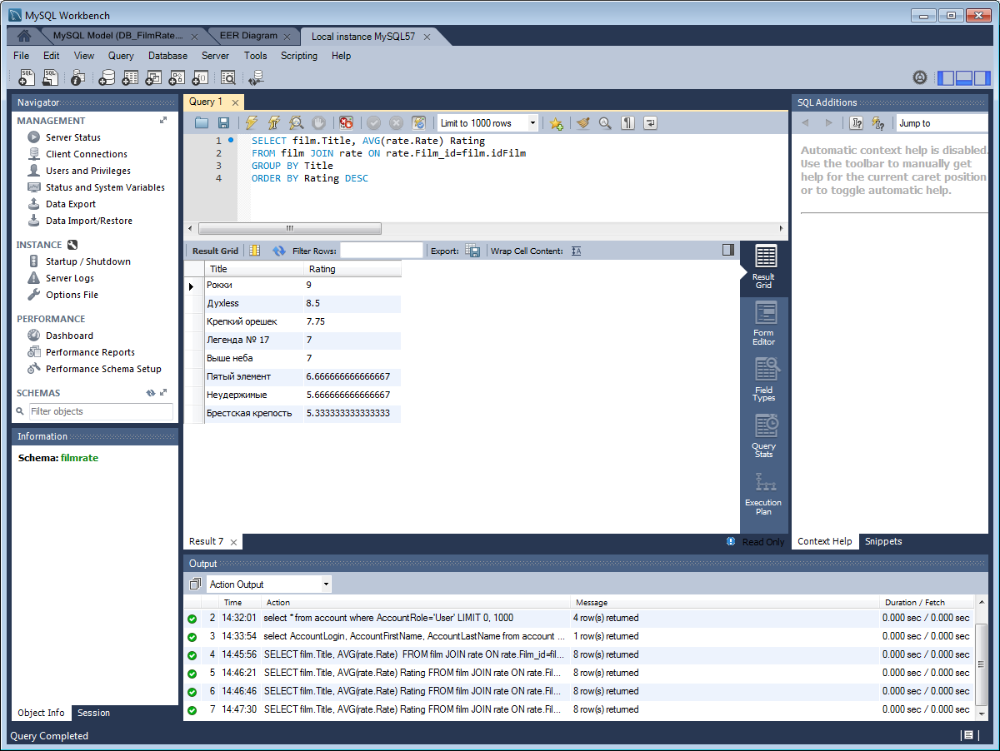 MySQL Workbench
MySQL Model (DB_FilmRate.... EER Diagram Local instance MySQL57
File Edit View Query Database Server Tools Scripting Help
Navigator
MANAGEMENT
Server Status
Client Connections
Users and Privileges
Status and System Variables
Data Export
Data Import/Restore
INSTANCE
Startup / Shutdown
Server Logs
Options File
PERFORMANCE
Dashboard
Performance Reports
Performance Schema Setup
SCHEMAS
Filter objects
Information
Schema: filmrate
Object Info Session
Query 1
Limit to 1000 rows
1 SELECT film.Title, AVG(rate.Rate) Rating
2 FROM film JOIN rate ON rate.Film_id=film.idFilm
3 GROUP BY Title
4 ORDER BY Rating DESC
Result Grid Filter Rows: Export: Wrap Cell Content:
Title Rating
Рокки 9
Духless 8.5
Крепкий орешек 7.75
Легенда № 17 7
Выше неба 7
Пятый элемент 6.666666666666667
Неудержимые 5.666666666666667
Брестская крепость 5.333333333333333
Result
Grid
Form
Editor
Field
Types
Query
Stats
Execution
Plan
Result 7 Read Only
SQL Additions
Jump to
Automatic context help is disabled.
Use the toolbar to manually get
help for the current caret position
or to toggle automatic help.
Context Help Snippets
Output
Action Output
Time Action Message Duration / Fetch
2 14:32:01 select * from account where AccountRole='User' LIMIT 0, 1000 4 row(s) returned 0.000 sec / 0.000 sec
3 14:33:54 select AccountLogin, AccountFirstName, AccountLastName from account ... 1 row(s) returned 0.000 sec / 0.000 sec
4 14:45:56 SELECT film.Title, AVG(rate.Rate) FROM film JOIN rate ON rate.Film_id=fil... 8 row(s) returned 0.000 sec / 0.000 sec
5 14:46:21 SELECT film.Title, AVG(rate.Rate) Rating FROM film JOIN rate ON rate.Fil... 8 row(s) returned 0.000 sec / 0.000 sec
6 14:46:46 SELECT film.Title, AVG(rate.Rate) Rating FROM film JOIN rate ON rate.Fil... 8 row(s) returned 0.000 sec / 0.000 sec
7 14:47:30 SELECT film.Title, AVG(rate.Rate) Rating FROM film JOIN rate ON rate.Fil... 8 row(s) returned 0.000 sec / 0.000 sec
Query Completed